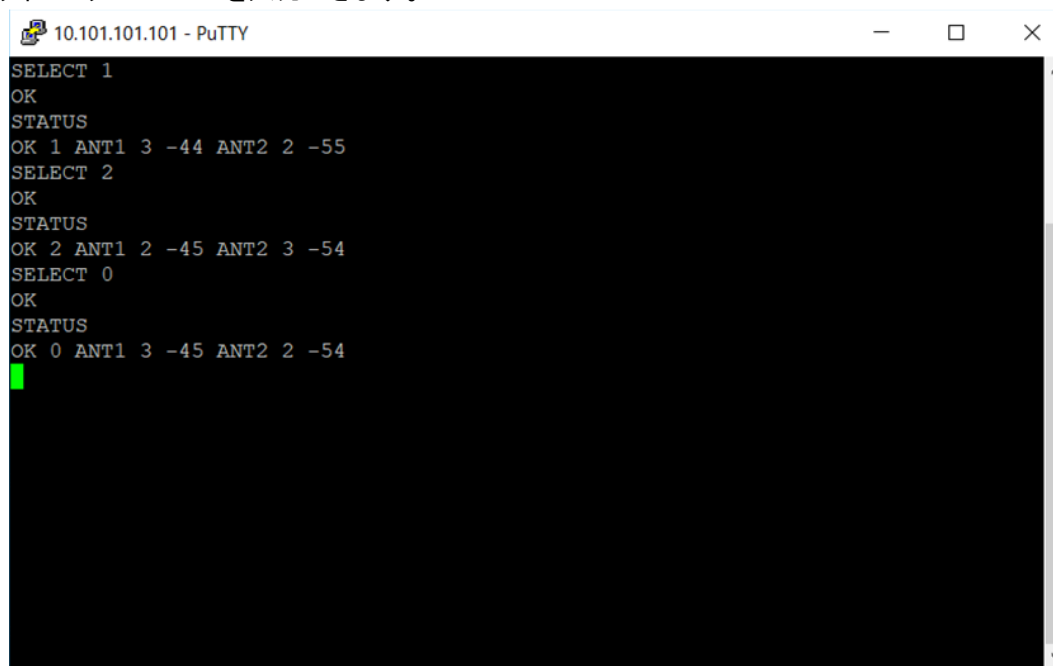 10.101.101.101 - PuTTY
SELECT 1
OK
STATUS
OK 1 ANT1 3 -44 ANT2 2 -55
SELECT 2
OK
STATUS
OK 2 ANT1 2 -45 ANT2 3 -54
SELECT 0
OK
STATUS
OK 0 ANT1 3 -45 ANT2 2 -54